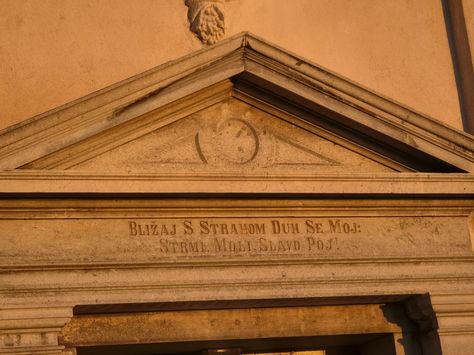 BLIŽAJ S STRAHOM DUH SE MOJ:
STRMI, MOLI, SLAVO POJ!